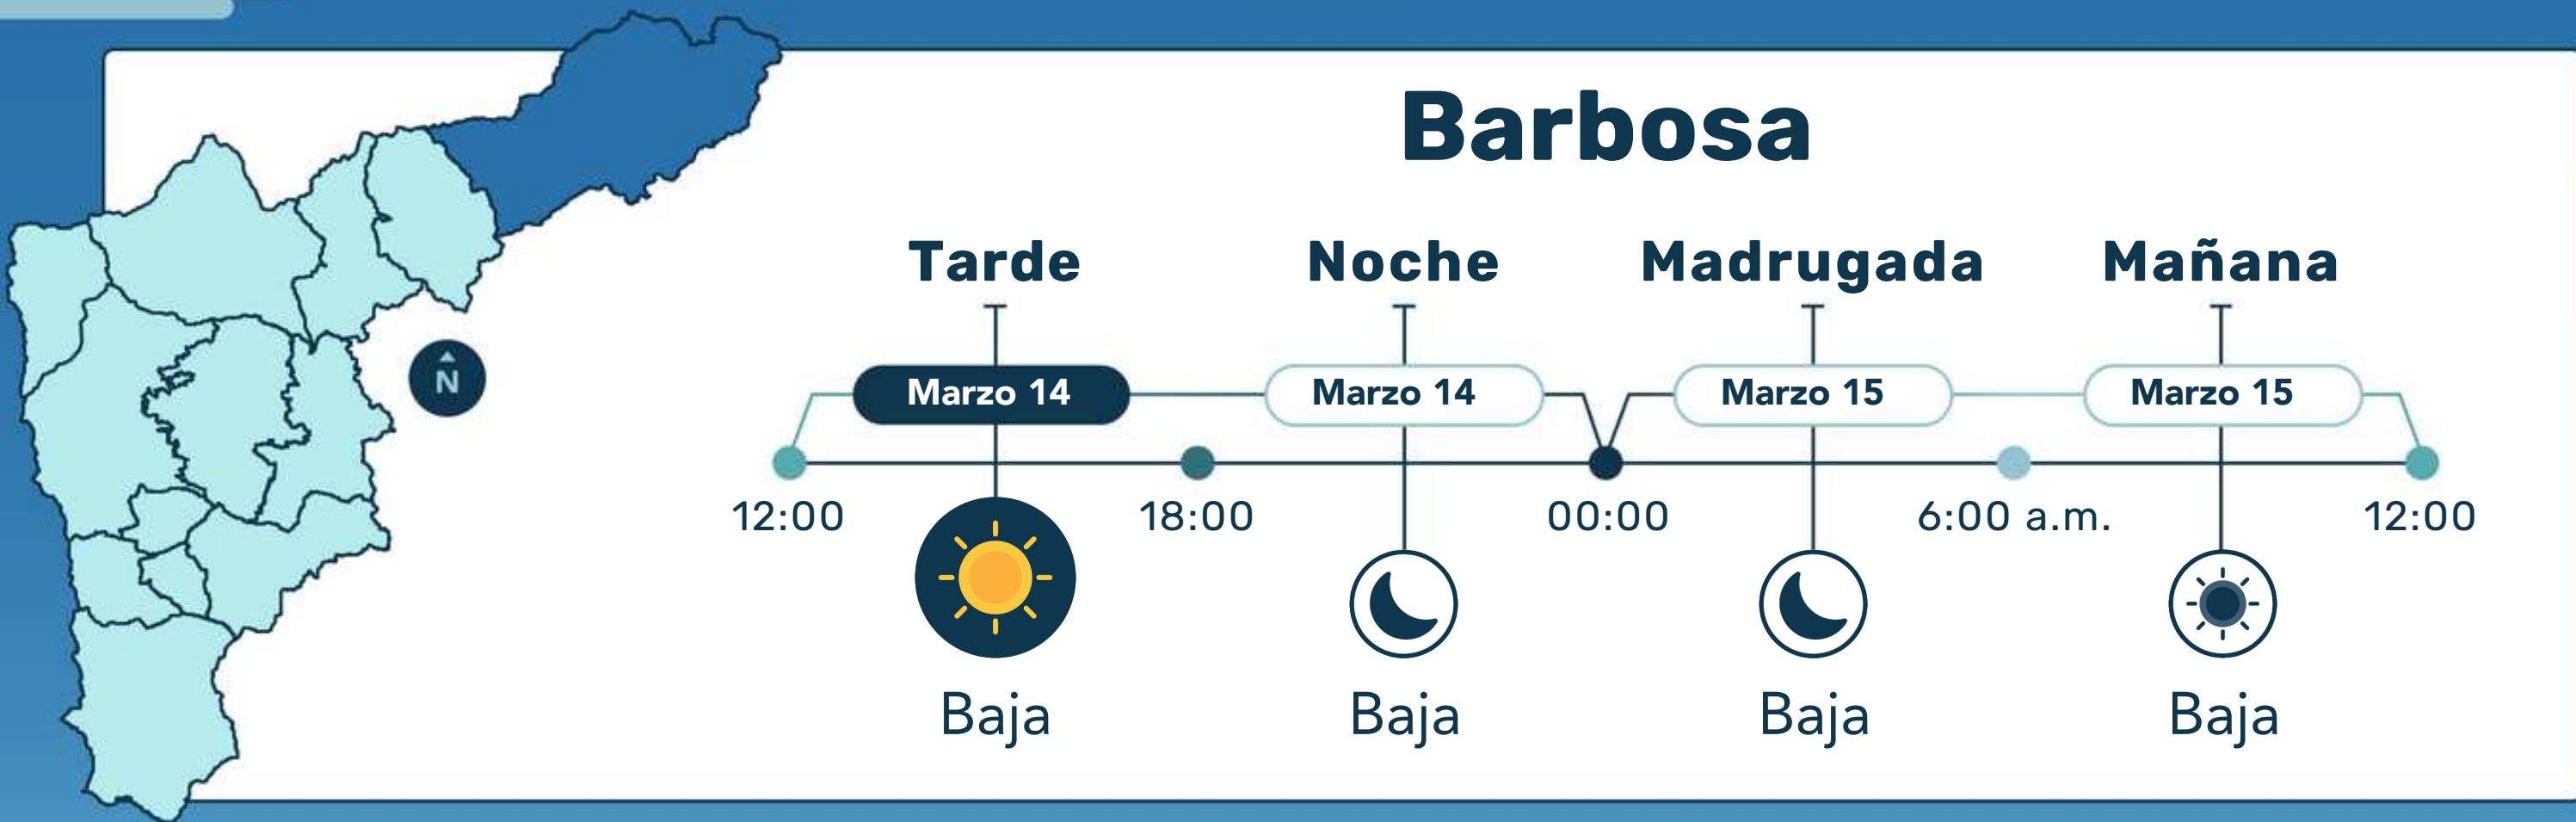 Barbosa
Tarde Noche Madrugada Mañana
N
Marzo 14 Marzo 14 Marzo 15 Marzo 15
12:00 18:00 00:00 6:00 a.m. 12:00
Baja Baja Baja Baja